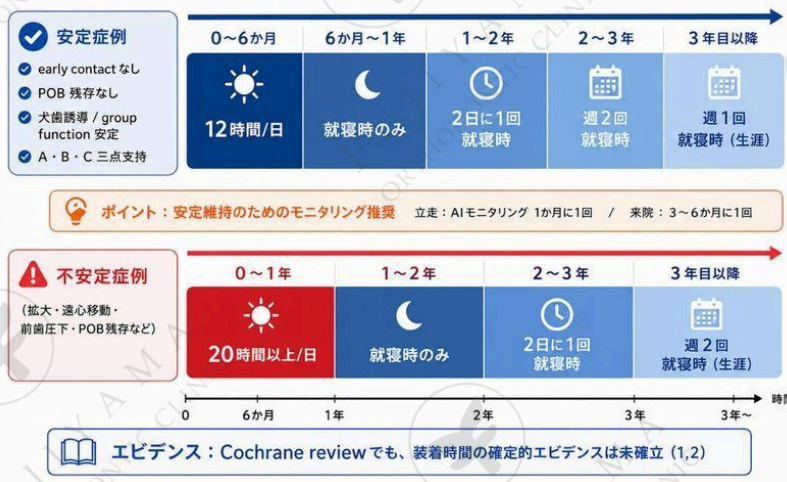 安定症例
early contact なし
POB 残存なし
犬歯誘導 / group
function 安定
A・B・C 三点支持
0～6か月
6か月～1年
1～2年
2～3年
3年目以降
12時間/日
就寝時のみ
2日に1回
就寝時
週2回
就寝時
週1回
就寝時 (生涯)
ポイント：安定維持のためのモニタリング推奨 立走：AIモニタリング 1か月に1回 / 来院：3～6か月に1回
不安定症例
(拡大・遠心移動・
前歯圧下・POB残存など)
0～1年
1～2年
2～3年
3年目以降
20時間以上/日
就寝時のみ
2日に1回
就寝時
週2回
就寝時 (生涯)
0
6か月
1年
2年
3年
3年～
エビデンス：Cochrane reviewでも、装着時間の確定的エビデンスは未確立 (1,2)